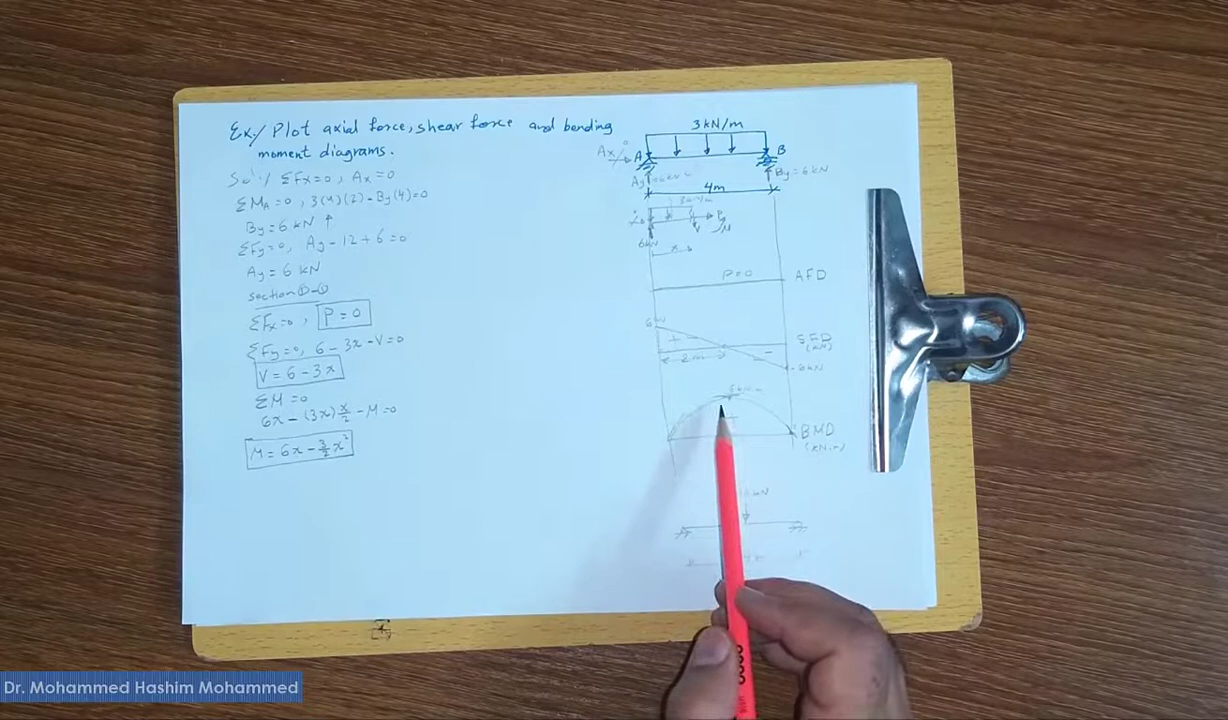 Ex:/ Plot axial force, shear force and bending
moment diagrams.
Sol:/ ΣFx=0, Ax=0
ΣMA=0, 3(4)(2)-By(4)=0
By=6 kN ↑
ΣFy=0, Ay-12+6=0
Ay=6 kN
section ①-①
ΣFx=0, P=0
ΣFy=0, 6-3x-V=0
V=6-3x
ΣM=0
6x-(3x)x/2-M=0
M=6x-3/2x²
3kN/m
Ax 0 A B
By=6kN
4m
P
V M
6kN
x
P=0 AFD
6
+ - SFD
(kN)
2m
BMD
(kN.m)
Dr. Mohammed Hashim Mohammed